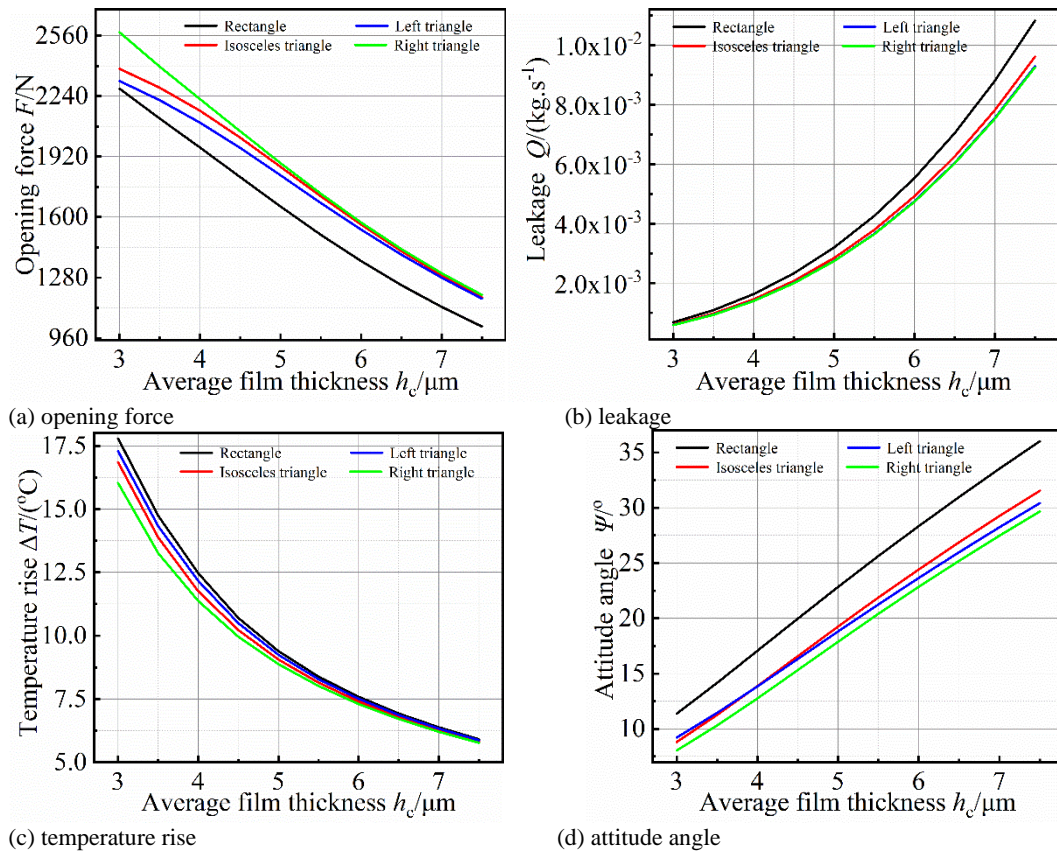 Opening force F/N
2560
2240
1920
1600
1280
960
Rectangle
Isosceles triangle
Left triangle
Right triangle
3 4 5 6 7
Average film thickness h_c/μm
(a) opening force
Leakage Q/(kg.s⁻¹)
1.0x10⁻²
8.0x10⁻³
6.0x10⁻³
4.0x10⁻³
2.0x10⁻³
Rectangle
Isosceles triangle
Left triangle
Right triangle
3 4 5 6 7
Average film thickness h_c/μm
(b) leakage
Temperature rise ΔT/(°C)
17.5
15.0
12.5
10.0
7.5
5.0
Rectangle
Isosceles triangle
Left triangle
Right triangle
3 4 5 6 7
Average film thickness h_c/μm
(c) temperature rise
Attitude angle Ψ/°
35
30
25
20
15
10
Rectangle
Isosceles triangle
Left triangle
Right triangle
3 4 5 6 7
Average film thickness h_c/μm
(d) attitude angle